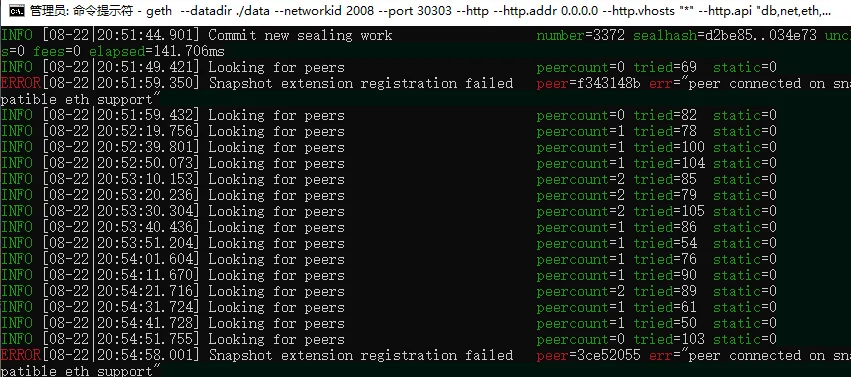 管理员: 命令提示符 - geth --datadir ./data --networkid 2008 --port 30303 --http --http.addr 0.0.0.0 --http.vhosts "*" --http.api "db,net,eth,...
INFO [08-22|20:51:44.901] Commit new sealing work number=3372 sealhash=d2be85..034e73 uncl
s=0 fees=0 elapsed=141.706ms
INFO [08-22|20:51:49.421] Looking for peers peercount=0 tried=69 static=0
ERROR[08-22|20:51:59.350] Snapshot extension registration failed peer=f343148b err="peer connected on sna
patible eth support"
INFO [08-22|20:51:59.432] Looking for peers peercount=0 tried=82 static=0
INFO [08-22|20:52:19.756] Looking for peers peercount=1 tried=78 static=0
INFO [08-22|20:52:39.801] Looking for peers peercount=1 tried=100 static=0
INFO [08-22|20:52:50.073] Looking for peers peercount=1 tried=104 static=0
INFO [08-22|20:53:10.153] Looking for peers peercount=2 tried=85 static=0
INFO [08-22|20:53:20.236] Looking for peers peercount=2 tried=79 static=0
INFO [08-22|20:53:30.304] Looking for peers peercount=2 tried=105 static=0
INFO [08-22|20:53:40.436] Looking for peers peercount=1 tried=86 static=0
INFO [08-22|20:53:51.204] Looking for peers peercount=1 tried=54 static=0
INFO [08-22|20:54:01.604] Looking for peers peercount=1 tried=76 static=0
INFO [08-22|20:54:11.670] Looking for peers peercount=1 tried=90 static=0
INFO [08-22|20:54:21.716] Looking for peers peercount=2 tried=89 static=0
INFO [08-22|20:54:31.724] Looking for peers peercount=1 tried=61 static=0
INFO [08-22|20:54:41.728] Looking for peers peercount=1 tried=50 static=0
INFO [08-22|20:54:51.755] Looking for peers peercount=0 tried=103 static=0
ERROR[08-22|20:54:58.001] Snapshot extension registration failed peer=3ce52055 err="peer connected on sna
patible eth support"